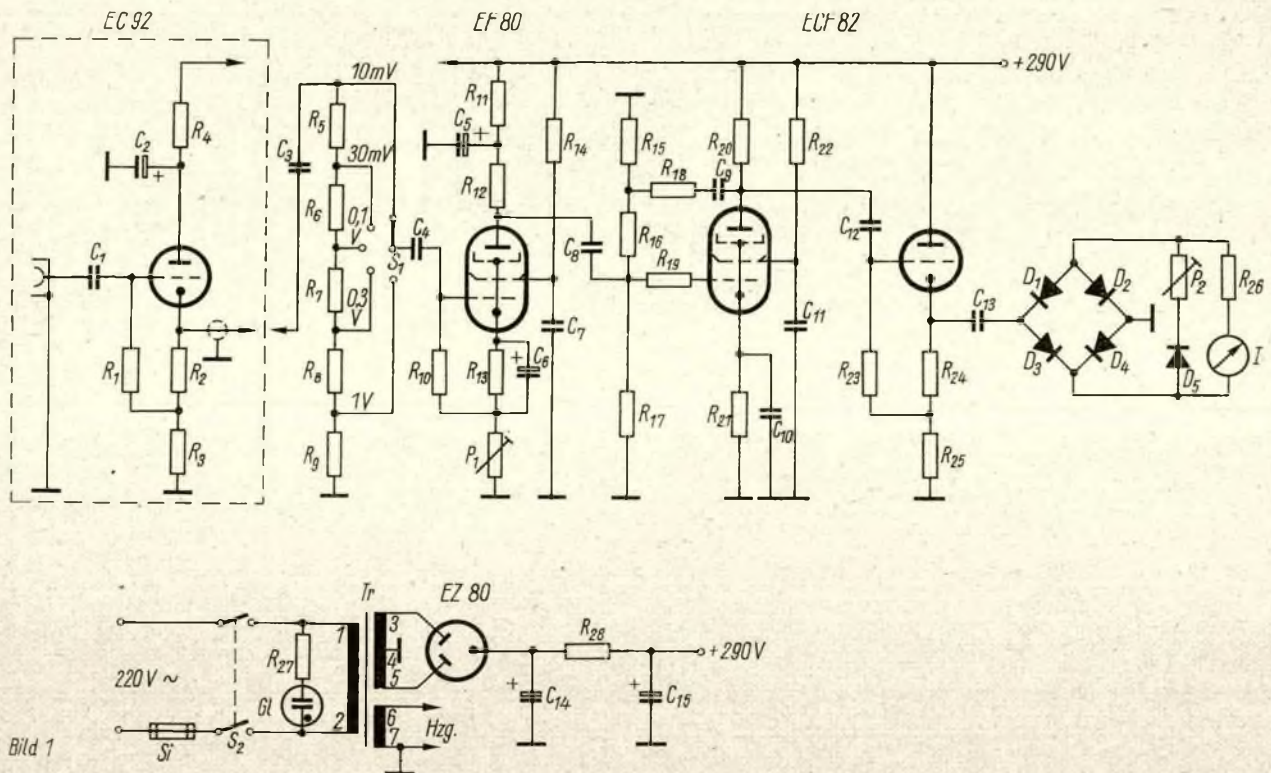 EC 92
EF 80
ECF 82
10mV
+290V
R11
R4
R5
C5 +
R14
R15
R20
R22
C2
+
C3
30mV
R12
R18
C9
R6
0,1
V
C4
C12
C1
S1
C8
R16
R19
D1
D2
P2
R26
R7
0,3
V
C13
C7
C11
D3
D4
D5
I
R1
R2
R8
R10
R13
+
C6
R23
R24
1V
R17
R21
C10
R3
R9
P1
R25
Tr
EZ 80
1
3
R28
+290V
R27
4
220V ~
5
+
C14
+
C15
Gl
2
6
7
Hzg.
Si
S2
Bild 1